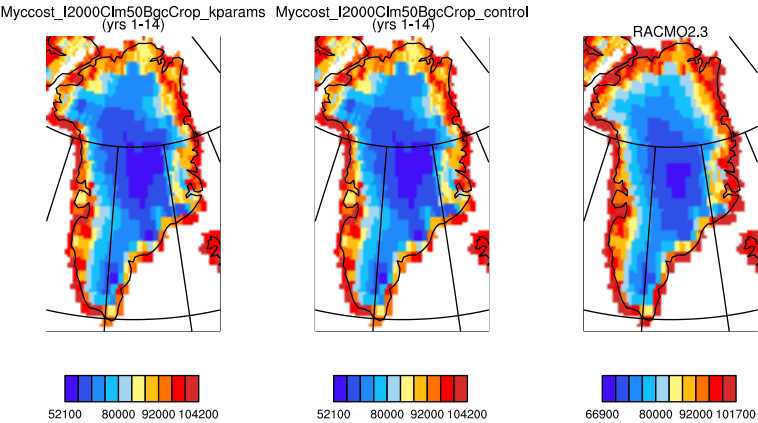 Myccost_I2000Clm50BgcCrop_kparams
(yrs 1-14)
Myccost_I2000Clm50BgcCrop_control
(yrs 1-14)
RACMO2.3
52100 80000 92000 104200
52100 80000 92000 104200
66900 80000 92000 101700